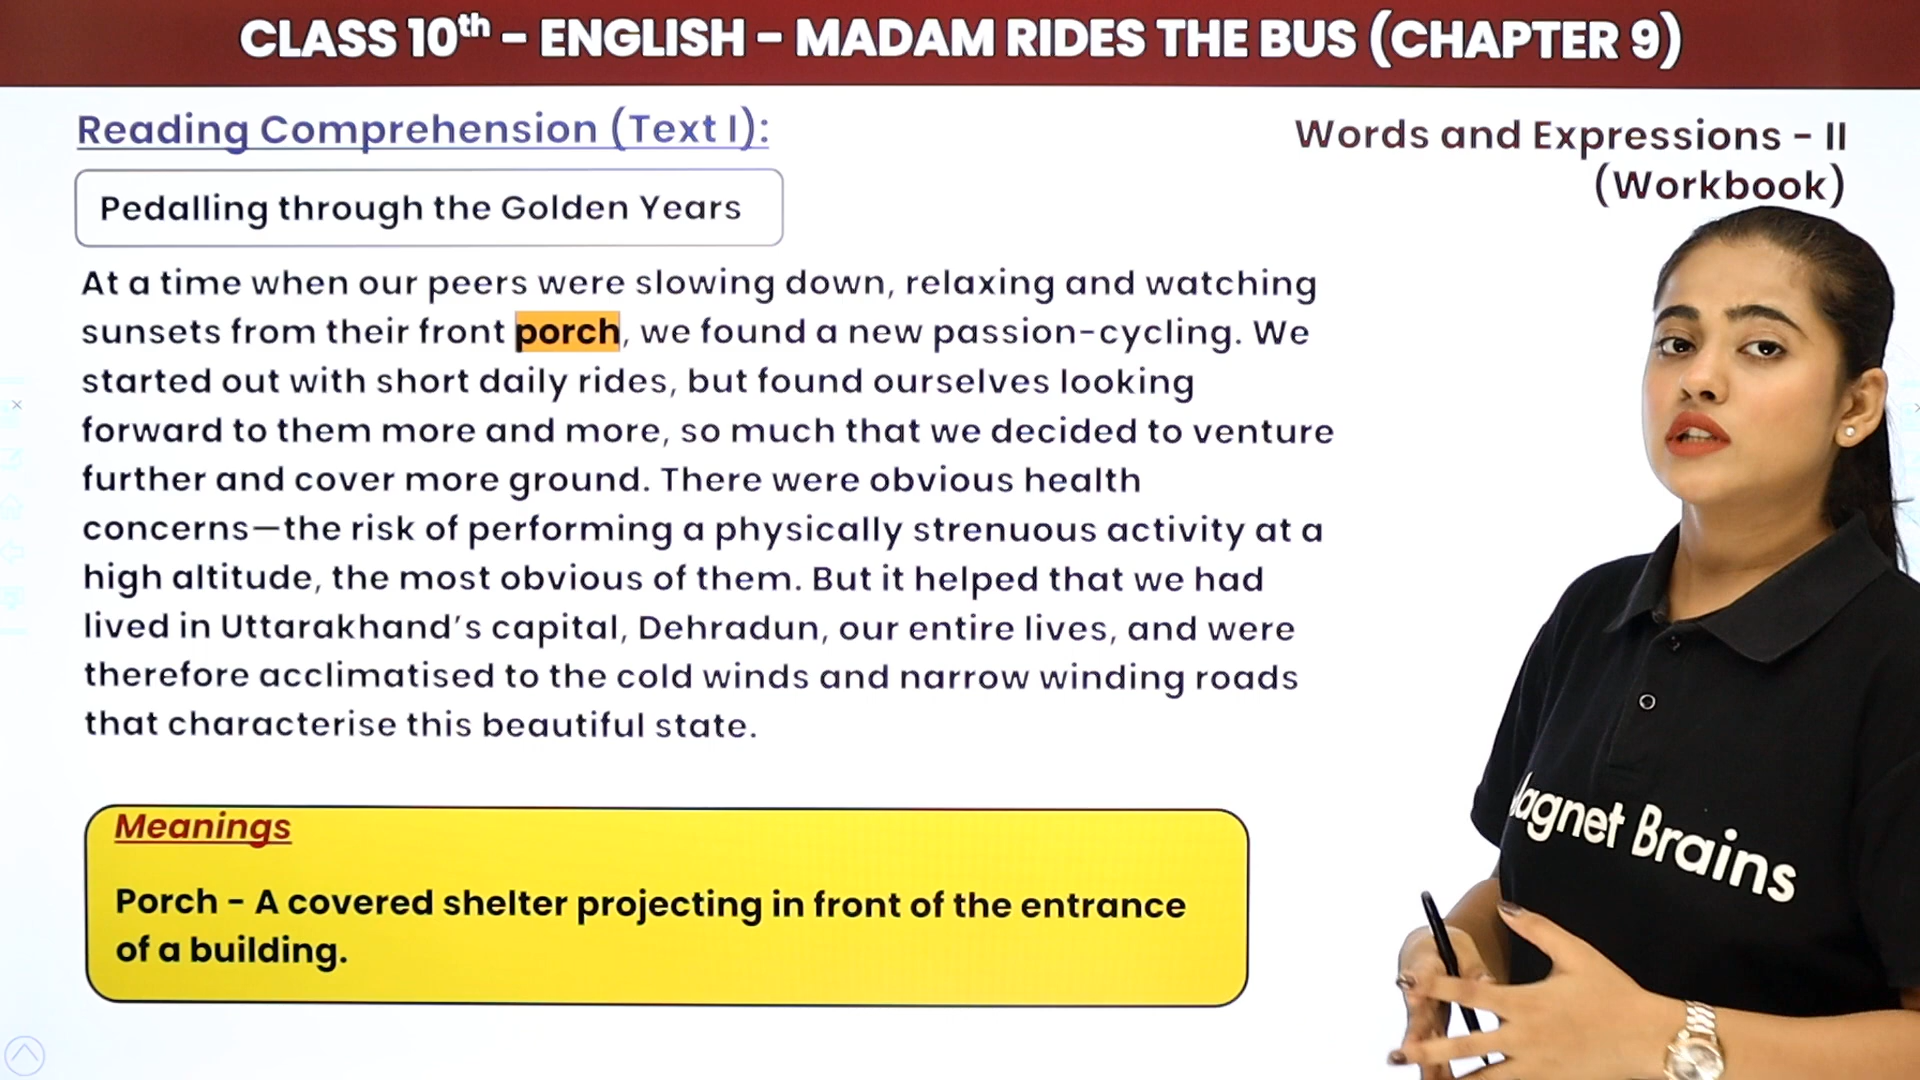 CLASS 10th - ENGLISH - MADAM RIDES THE BUS (CHAPTER 9)
Reading Comprehension (Text I):
Words and Expressions - II
(Workbook)
Pedalling through the Golden Years
At a time when our peers were slowing down, relaxing and watching
sunsets from their front porch, we found a new passion-cycling. We
started out with short daily rides, but found ourselves looking
forward to them more and more, so much that we decided to venture
further and cover more ground. There were obvious health
concerns—the risk of performing a physically strenuous activity at a
high altitude, the most obvious of them. But it helped that we had
lived in Uttarakhand's capital, Dehradun, our entire lives, and were
therefore acclimatised to the cold winds and narrow winding roads
that characterise this beautiful state.
Meanings
Porch - A covered shelter projecting in front of the entrance
of a building.
Magnet Brains